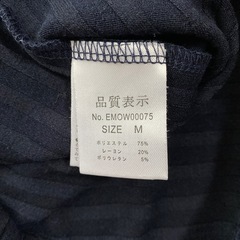 品質表示
No. EMOW00075
SIZE M
ポリエステル 75%
レーヨン 20%
ポリウレタン 5%